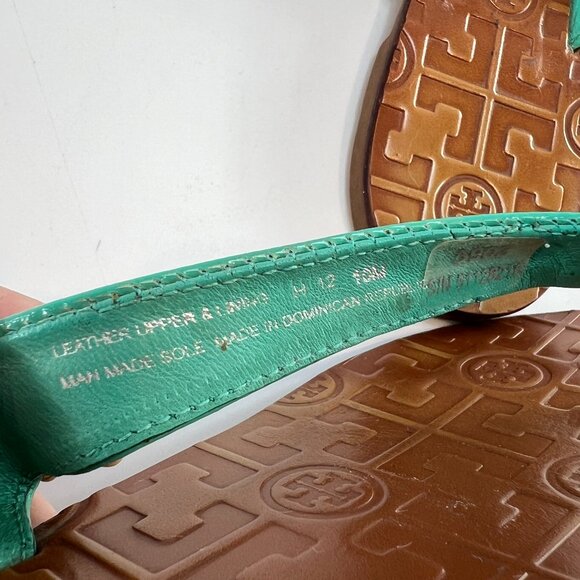 LEATHER UPPER & LINING H 12 10M
MAN MADE SOLE MADE IN DOMINICAN REPUBLIC